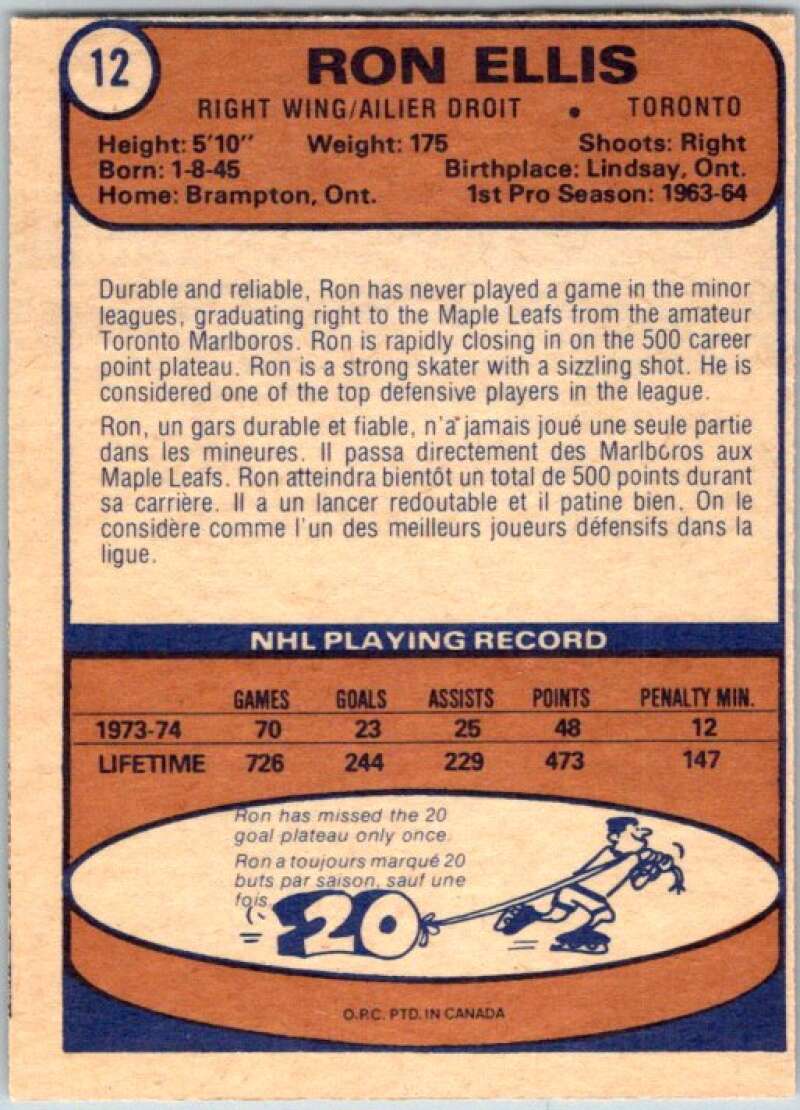 12
RON ELLIS
RIGHT WING/AILIER DROIT • TORONTO
Height: 5'10" Weight: 175 Shoots: Right
Born: 1-8-45 Birthplace: Lindsay, Ont.
Home: Brampton, Ont. 1st Pro Season: 1963-64
Durable and reliable, Ron has never played a game in the minor
leagues, graduating right to the Maple Leafs from the amateur
Toronto Marlboros. Ron is rapidly closing in on the 500 career
point plateau. Ron is a strong skater with a sizzling shot. He is
considered one of the top defensive players in the league.
Ron, un gars durable et fiable, n'a jamais joué une seule partie
dans les mineures. Il passa directement des Marlboros aux
Maple Leafs. Ron atteindra bientôt un total de 500 points durant
sa carrière. Il a un lancer redoutable et il patine bien. On le
considère comme l'un des meilleurs joueurs défensifs dans la
ligue.
NHL PLAYING RECORD
GAMES GOALS ASSISTS POINTS PENALTY MIN.
1973-74 70 23 25 48 12
LIFETIME 726 244 229 473 147
Ron has missed the 20
goal plateau only once.
Ron a toujours marqué 20
buts par saison, sauf une
fois.
20
O.P.C. PTD. IN CANADA